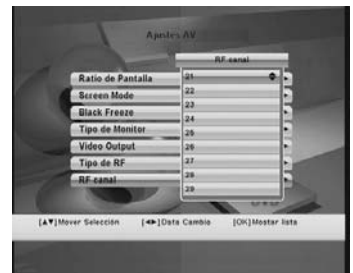 Ajustes AV
RF canal
Ratio de Pantalla
Screen Mode
Black Freeze
Tipo de Monitor
Video Output
Tipo de RF
RF canal
21
22
23
24
25
26
27
28
29
[▲▼]Mover Selección [◄►]Data Cambio [OK]Mostar lista